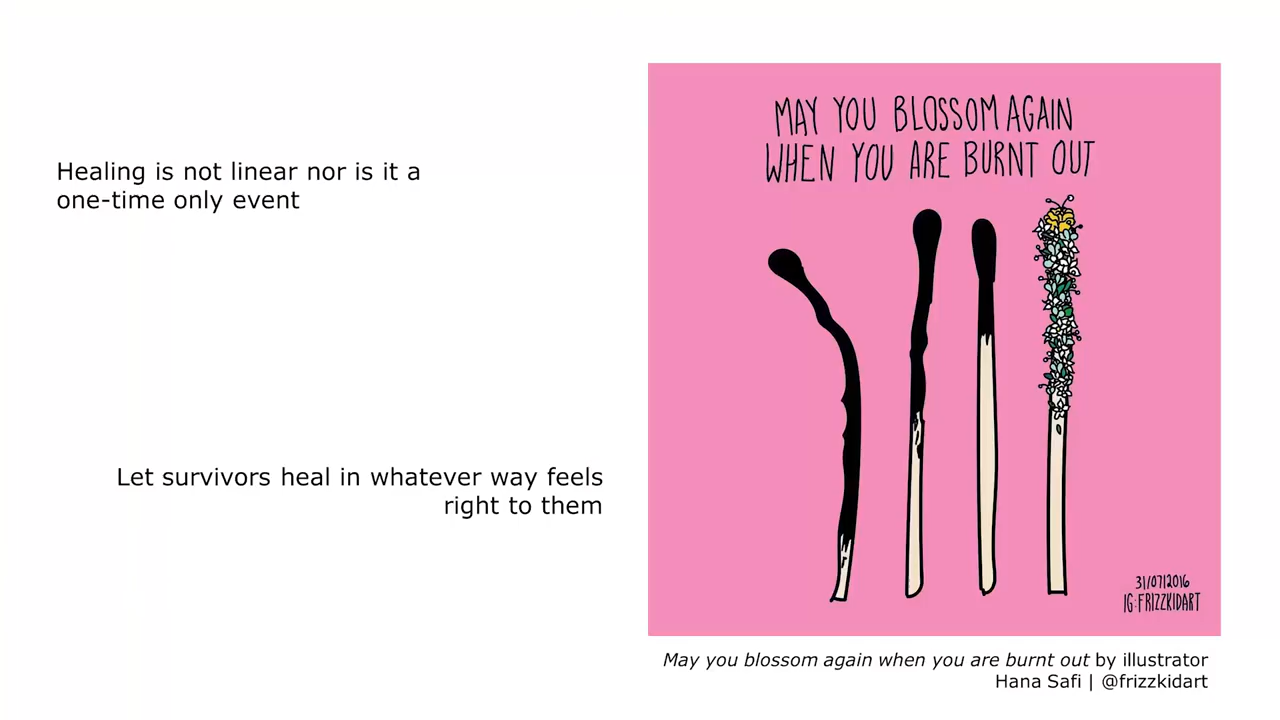 Healing is not linear nor is it a
one-time only event
Let survivors heal in whatever way feels
right to them
MAY YOU BLOSSOM AGAIN
WHEN YOU ARE BURNT OUT
31/07/2016
IG:FRIZZKIDART
May you blossom again when you are burnt out by illustrator
Hana Safi | @frizzkidart